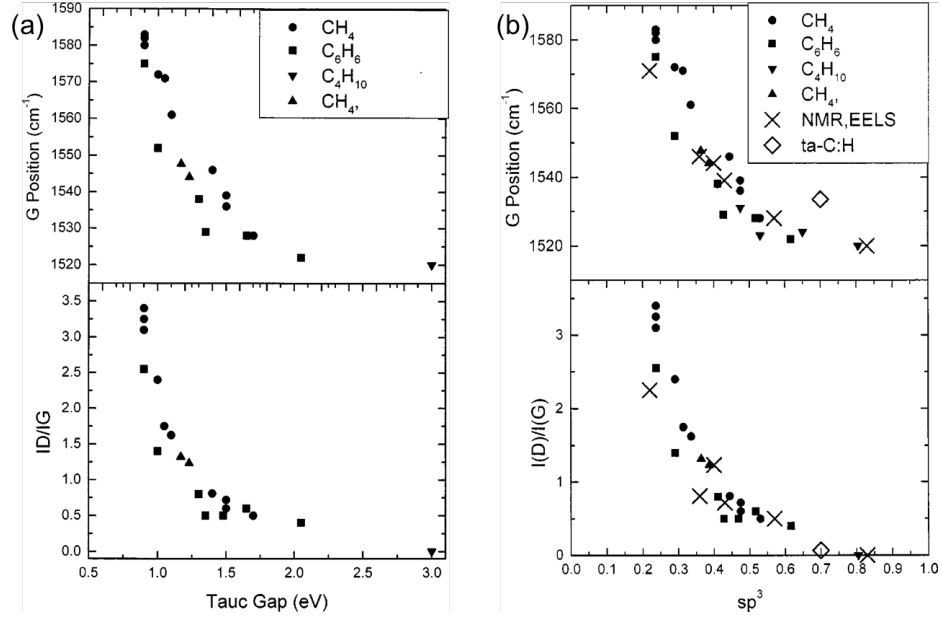 (a)
1590
1580
1570
1560
1550
1540
1530
1520
G Position (cm⁻¹)
CH₄
C₆H₆
C₄H₁₀
CH₄,
3.5
3.0
2.5
2.0
1.5
1.0
0.5
0.0
ID/IG
0.5 1.0 1.5 2.0 2.5 3.0
Tauc Gap (eV)
(b)
1580
1560
1540
1520
G Position (cm⁻¹)
CH₄
C₆H₆
C₄H₁₀
CH₄,
NMR,EELS
ta-C:H
3
2
1
0
I(D)/I(G)
0.0 0.1 0.2 0.3 0.4 0.5 0.6 0.7 0.8 0.9 1.0
sp³